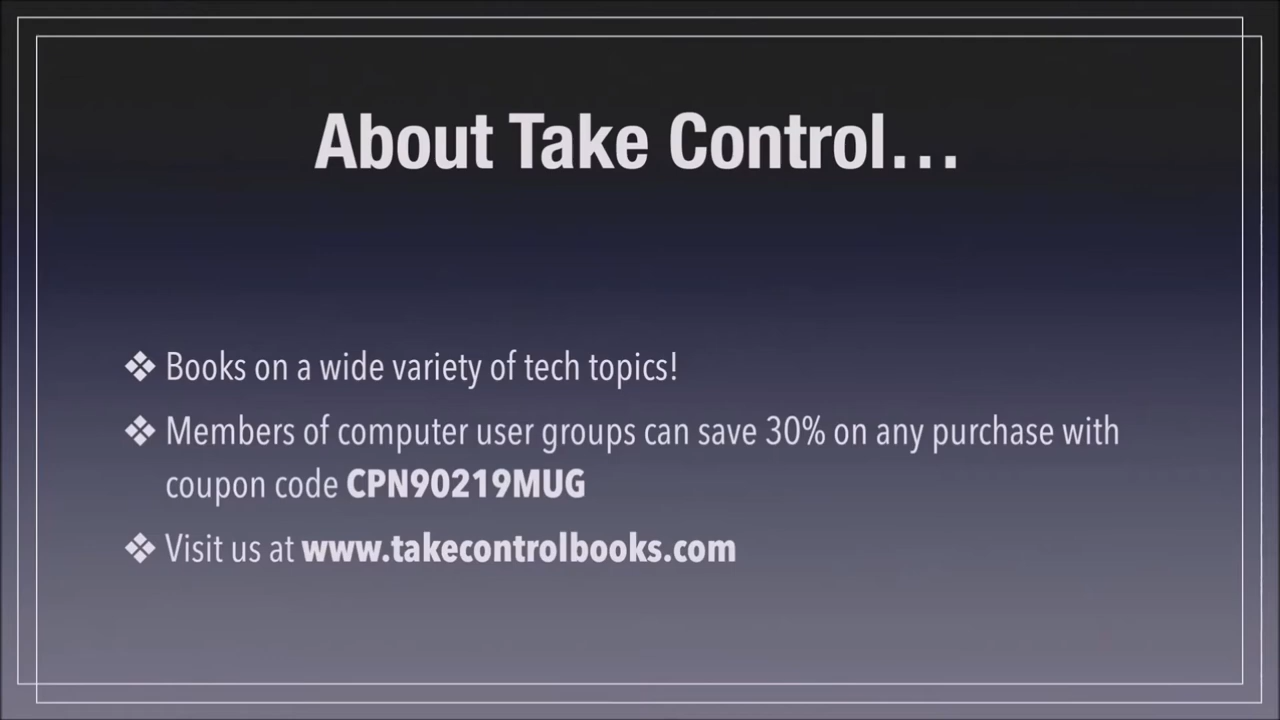 About Take Control…
❖ Books on a wide variety of tech topics!
❖ Members of computer user groups can save 30% on any purchase with
coupon code CPN90219MUG
❖ Visit us at www.takecontrolbooks.com